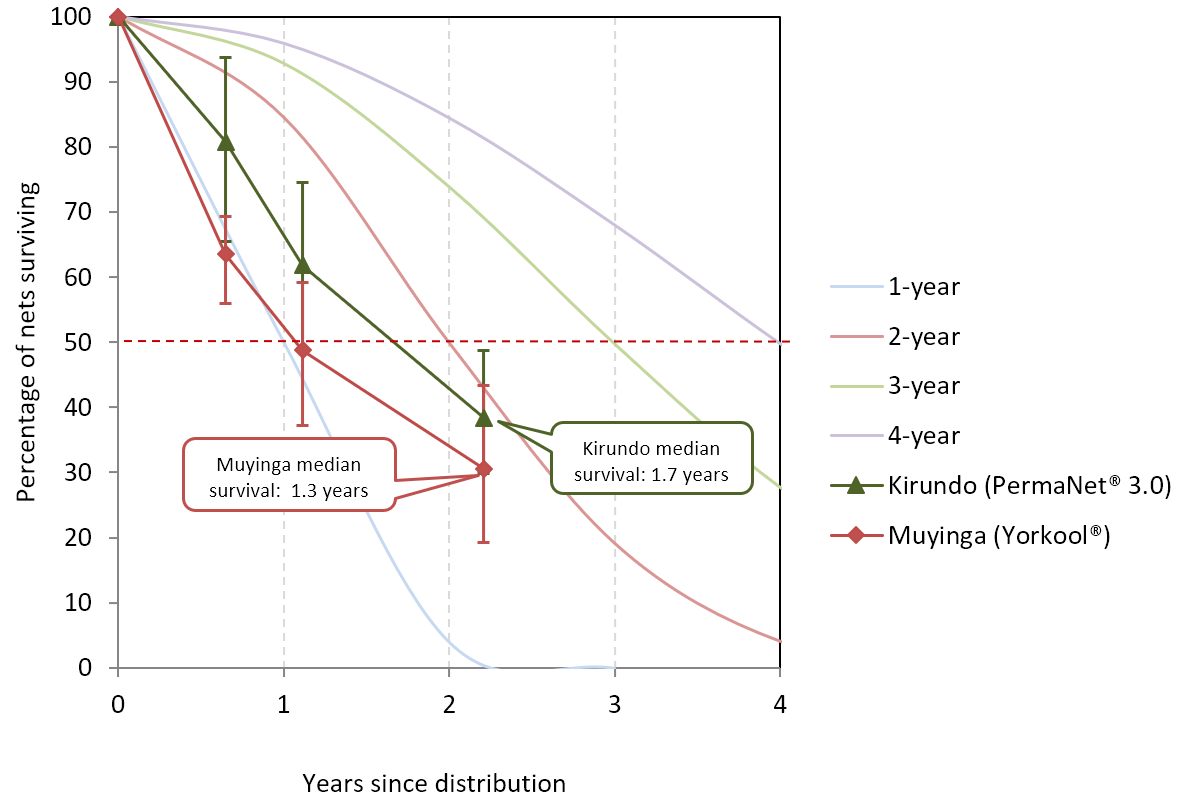 Percentage of nets surviving
100
90
80
70
60
50
40
30
20
10
0
0 1 2 3 4
Years since distribution
Muyinga median
survival: 1.3 years
Kirundo median
survival: 1.7 years
1-year
2-year
3-year
4-year
Kirundo (PermaNet® 3.0)
Muyinga (Yorkool®)